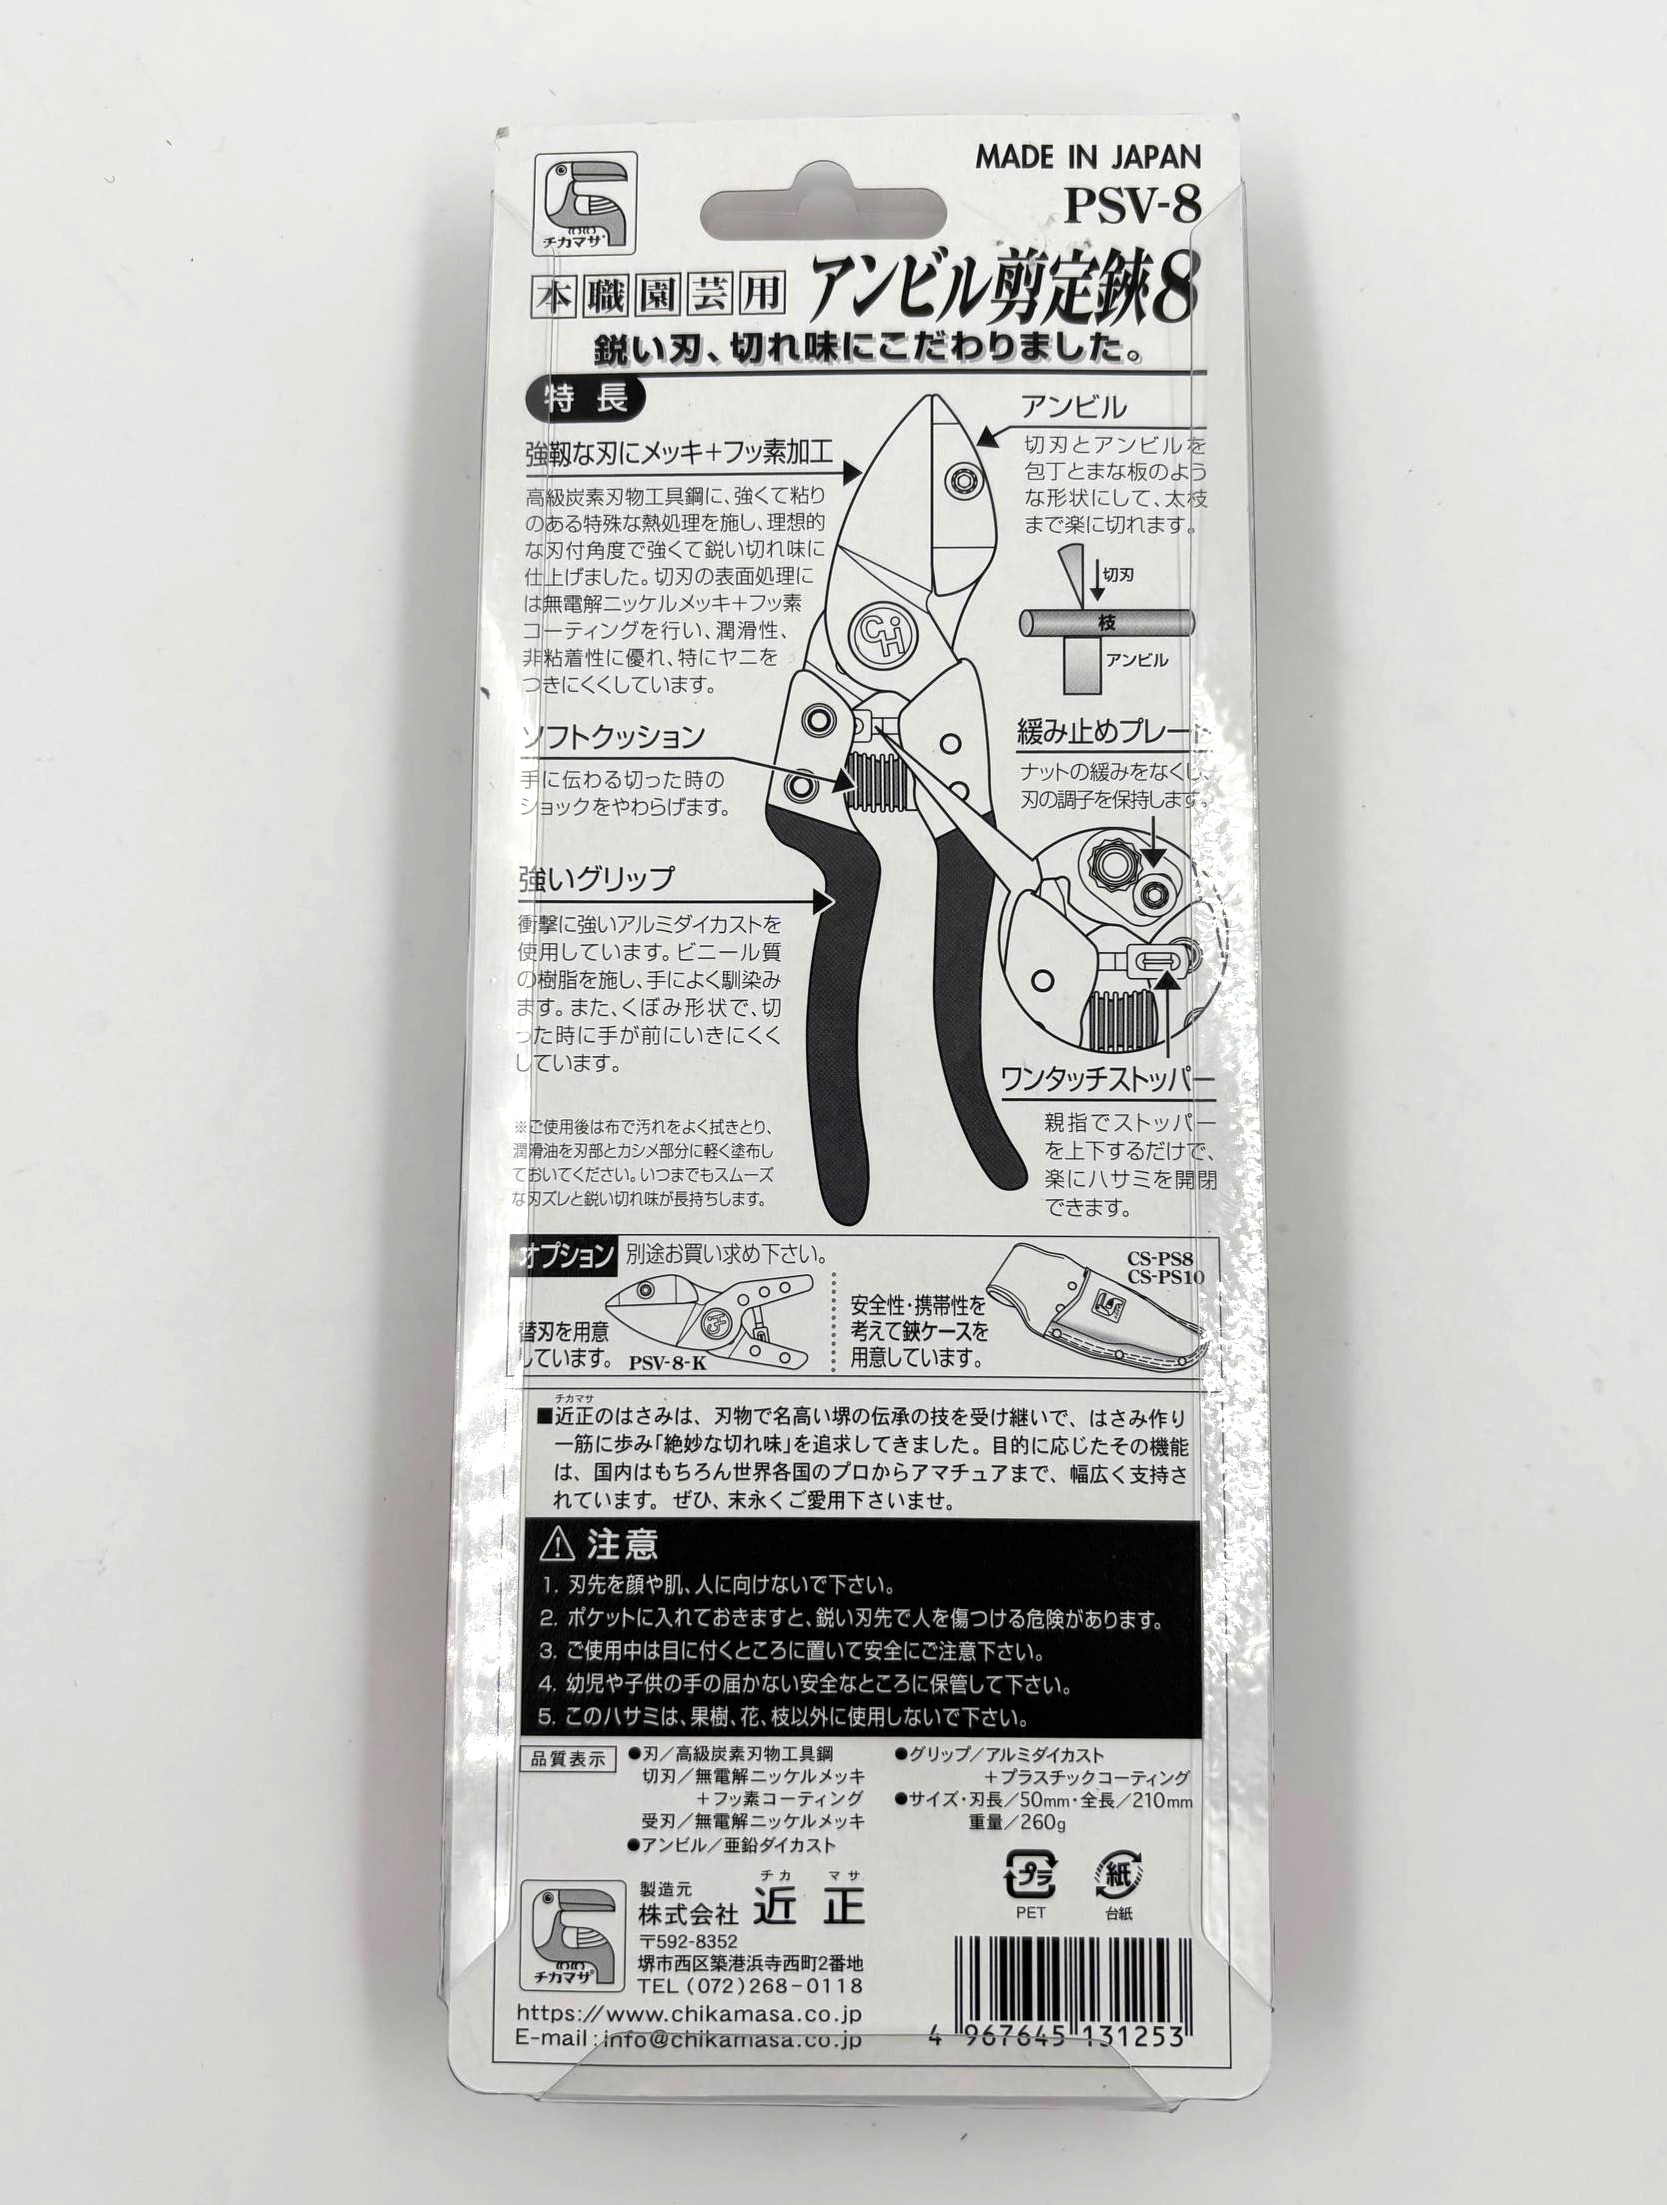 MADE IN JAPAN
PSV-8
チカマサ
本職園芸用 アンビル剪定鋏8
鋭い刃、切れ味にこだわりました。
特長
強靱な刃にメッキ+フッ素加工
高級炭素刃物工具鋼に、強くて粘り
のある特殊な熱処理を施し、理想的
な刃付角度で強くて鋭い切れ味に
仕上げました。切刃の表面処理に
は無電解ニッケルメッキ+フッ素
コーティングを行い、潤滑性、
非粘着性に優れ、特にヤニを
つきにくくしています。
アンビル
切刃とアンビルを
包丁とまな板のよう
な形状にして、太枝
まで楽に切れます。
切刃
枝
アンビル
CHi
ソフトクッション
手に伝わる切った時の
ショックをやわらげます。
緩み止めプレート
ナットの緩みをなくし、
刃の調子を保持します。
強いグリップ
衝撃に強いアルミダイカストを
使用しています。ビニール質
の樹脂を施し、手によく馴染み
ます。また、くぼみ形状で、切
った時に手が前にいきにくく
しています。
ワンタッチストッパー
親指でストッパー
を上下するだけで、
楽にハサミを開閉
できます。
※ご使用後は布で汚れをよく拭きとり、
潤滑油を刃部とカシメ部分に軽く塗布し
ておいてください。いつまでもスムーズ
な刃ズレと鋭い切れ味が長持ちします。
オプション 別途お買い求め下さい。
替刃を用意
しています。 PSV-8-K
安全性・携帯性を
考えて鋏ケースを
用意しています。
CS-PS8
CS-PS10
チカマサ
■近正のはさみは、刃物で名高い堺の伝承の技を受け継いで、はさみ作り
一筋に歩み「絶妙な切れ味」を追求してきました。目的に応じたその機能
は、国内はもちろん世界各国のプロからアマチュアまで、幅広く支持さ
れています。ぜひ、末永くご愛用下さいませ。
⚠ 注意
1. 刃先を顔や肌、人に向けないで下さい。
2. ポケットに入れておきますと、鋭い刃先で人を傷つける危険があります。
3. ご使用中は目に付くところに置いて安全にご注意下さい。
4. 幼児や子供の手の届かない安全なところに保管して下さい。
5. このハサミは、果樹、花、枝以外に使用しないで下さい。
品質表示
●刃/高級炭素刃物工具鋼
切刃/無電解ニッケルメッキ
+フッ素コーティング
受刃/無電解ニッケルメッキ
●アンビル/亜鉛ダイカスト
●グリップ/アルミダイカスト
+プラスチックコーティング
●サイズ・刃長/50mm・全長/210mm
重量/260g
チカマサ
製造元
チカ マサ
株式会社 近正
〒592-8352
堺市西区築港浜寺西町2番地
TEL(072)268-0118
https://www.chikamasa.co.jp
E-mail:info@chikamasa.co.jp
プラ
PET
紙
台紙
4 967645 131253